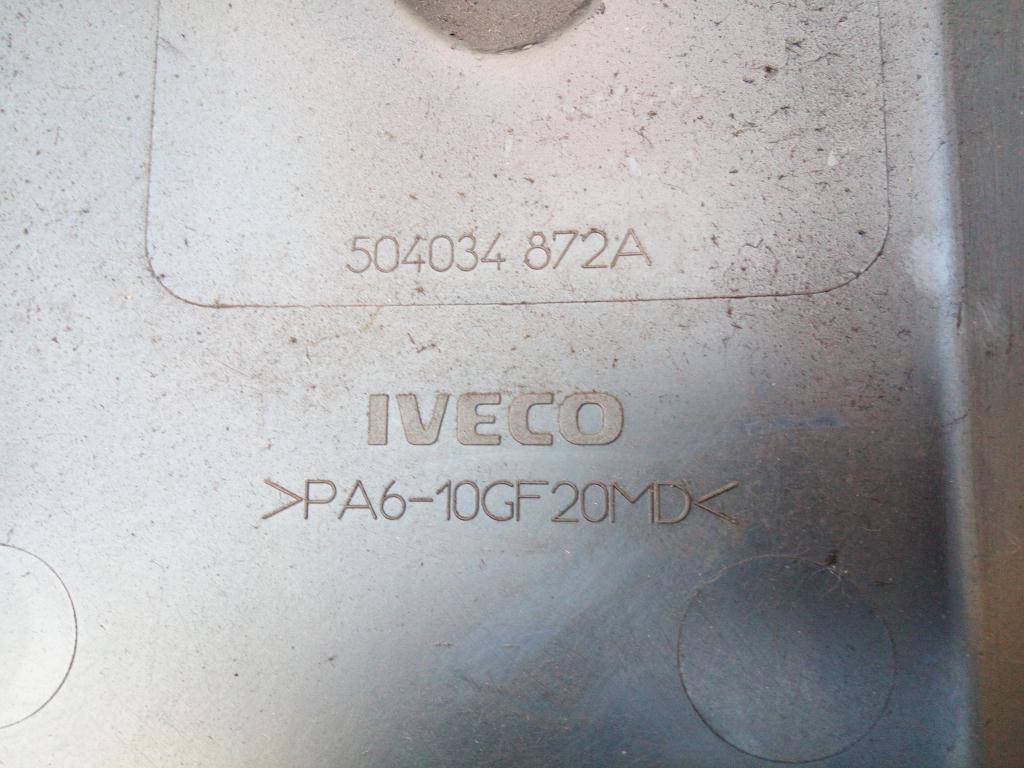 504034 872A
IVECO
>PA6-10GF20MD<